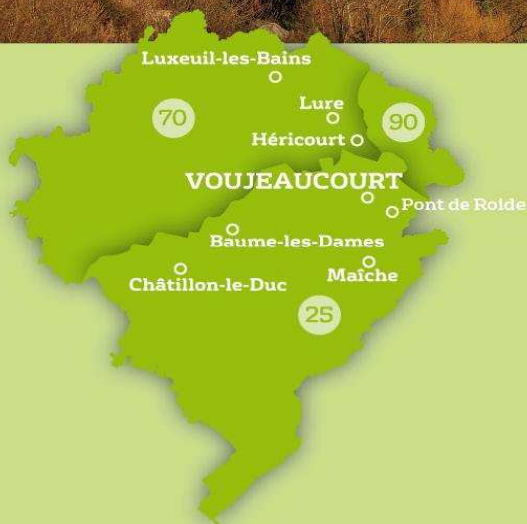 Luxeuil-les-Bains
Lure
70
90
Héricourt
VOUJEAUCOURT
Pont de Roide
Baume-les-Dames
Maîche
Châtillon-le-Duc
25